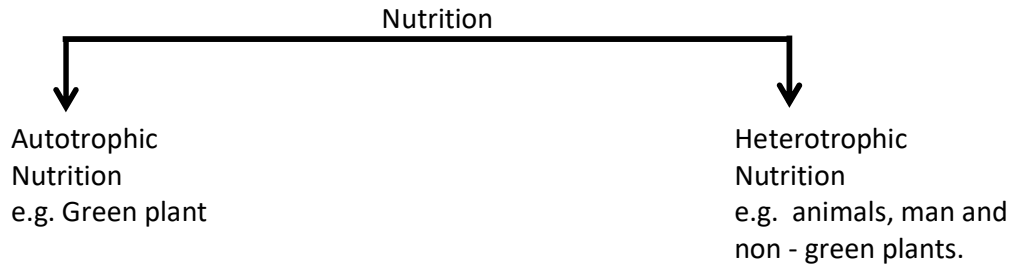 Nutrition
Autotrophic
Nutrition
e.g. Green plant
Heterotrophic
Nutrition
e.g. animals, man and
non - green plants.